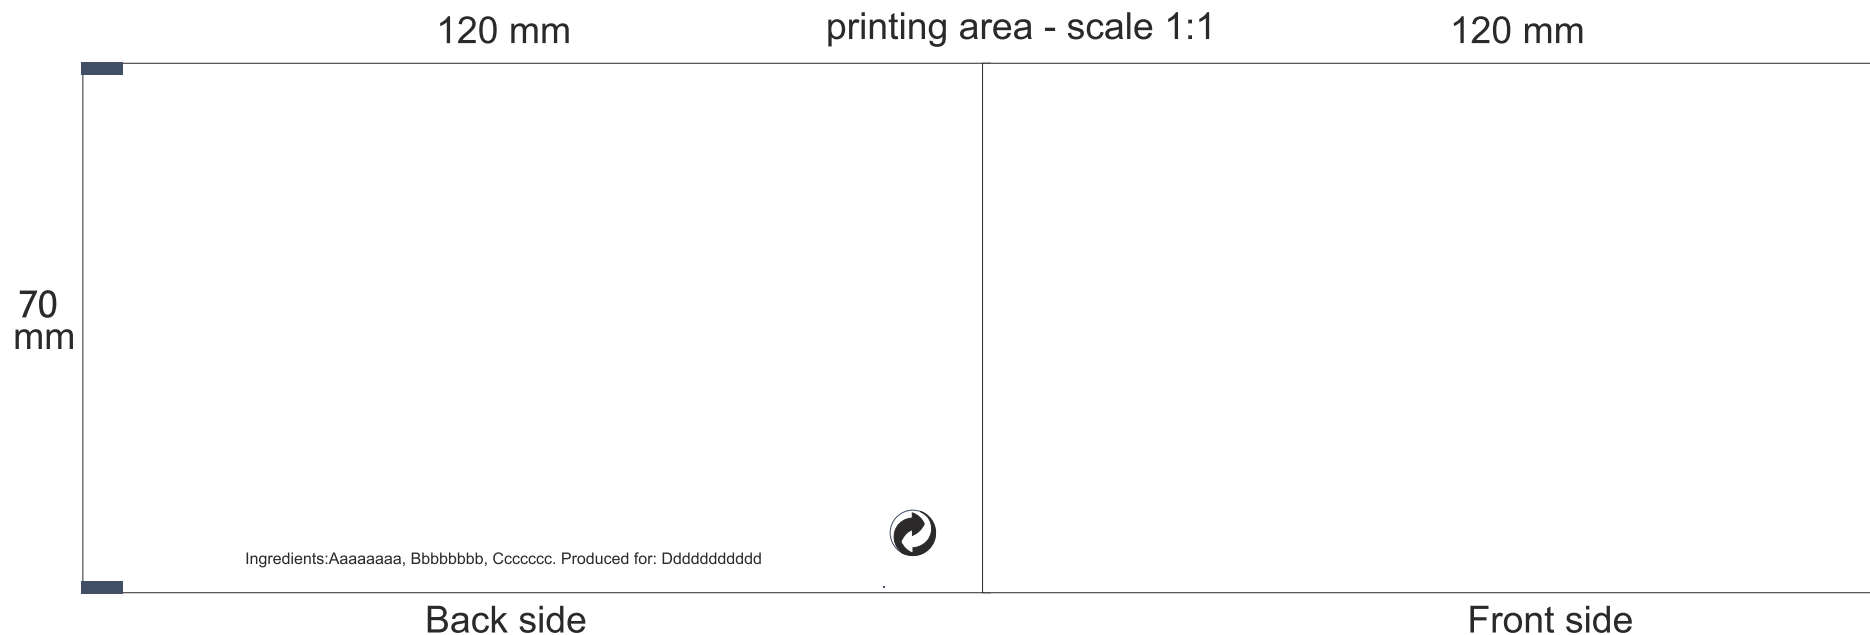 120 mm
printing area - scale 1:1
120 mm
70
mm
Ingredients:Aaaaaaaa, Bbbbbbbb, Ccccccc. Produced for: Ddddddddddd
Back side
Front side